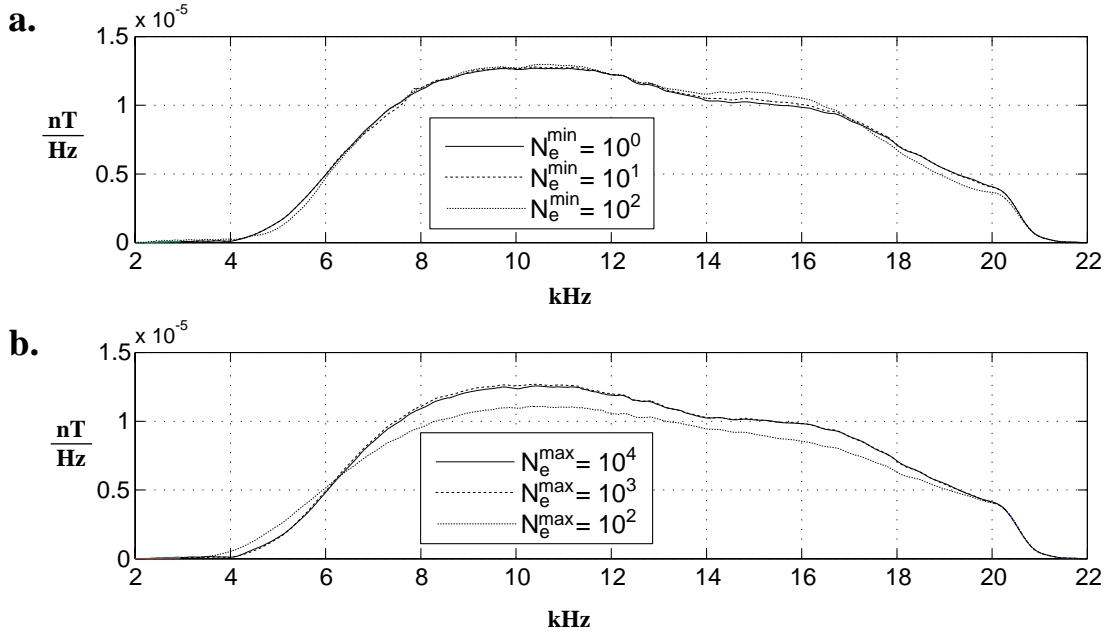 a.
x 10^-5
1.5
1
0.5
0
nT
Hz
N_e^min = 10^0
N_e^min = 10^1
N_e^min = 10^2
2 4 6 8 10 12 14 16 18 20 22
kHz
b.
x 10^-5
1.5
1
0.5
0
nT
Hz
N_e^max = 10^4
N_e^max = 10^3
N_e^max = 10^2
2 4 6 8 10 12 14 16 18 20 22
kHz